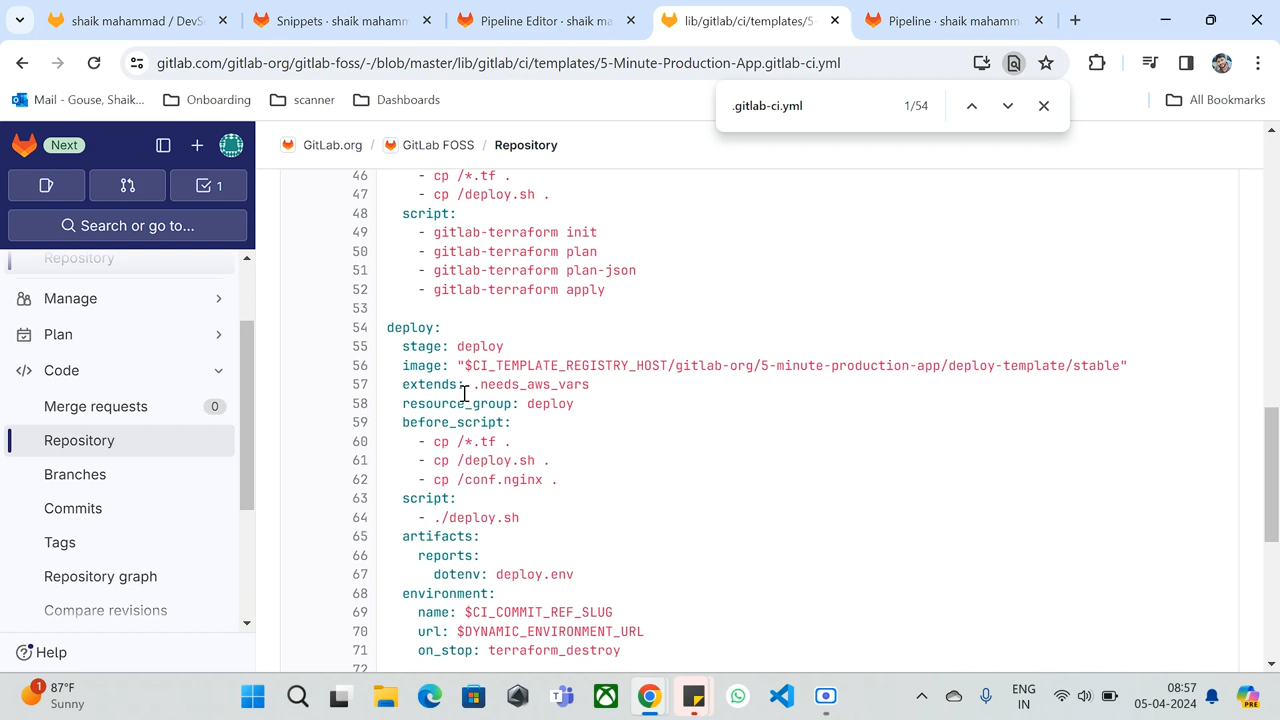 shaik mahammad / DevS
Snippets · shaik mahamm
Pipeline Editor · shaik ma
lib/gitlab/ci/templates/5-
Pipeline · shaik mahamm
gitlab.com/gitlab-org/gitlab-foss/-/blob/master/lib/gitlab/ci/templates/5-Minute-Production-App.gitlab-ci.yml
Mail - Gouse, Shaik...
Onboarding
scanner
Dashboards
All Bookmarks
.gitlab-ci.yml 1/54
Next
1
Search or go to...
Repository
Manage
Plan
Code
Merge requests 0
Repository
Branches
Commits
Tags
Repository graph
Compare revisions
Help
GitLab.org / GitLab FOSS / Repository
46 - cp /*.tf .
47 - cp /deploy.sh .
48 script:
49 - gitlab-terraform init
50 - gitlab-terraform plan
51 - gitlab-terraform plan-json
52 - gitlab-terraform apply
53
54 deploy:
55 stage: deploy
56 image: "$CI_TEMPLATE_REGISTRY_HOST/gitlab-org/5-minute-production-app/deploy-template/stable"
57 extends: .needs_aws_vars
58 resource_group: deploy
59 before_script:
60 - cp /*.tf .
61 - cp /deploy.sh .
62 - cp /conf.nginx .
63 script:
64 - ./deploy.sh
65 artifacts:
66 reports:
67 dotenv: deploy.env
68 environment:
69 name: $CI_COMMIT_REF_SLUG
70 url: $DYNAMIC_ENVIRONMENT_URL
71 on_stop: terraform_destroy
72
1
87°F
Sunny
ENG
IN
08:57
05-04-2024
PRE